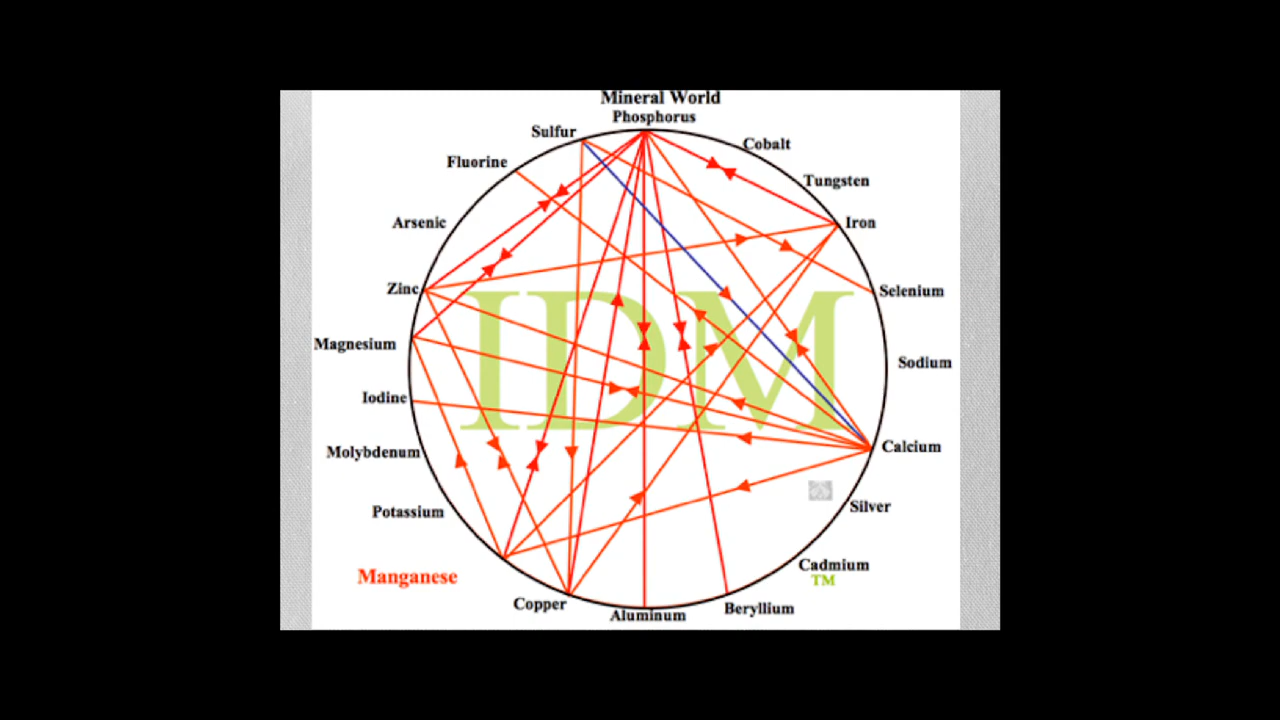 Mineral World
Phosphorus
Sulfur
Cobalt
Fluorine
Tungsten
Arsenic
Iron
Zinc
Selenium
Magnesium
Sodium
Iodine
Calcium
Molybdenum
Potassium
Silver
Manganese
Cadmium
TM
Copper
Aluminum
Beryllium
IDM